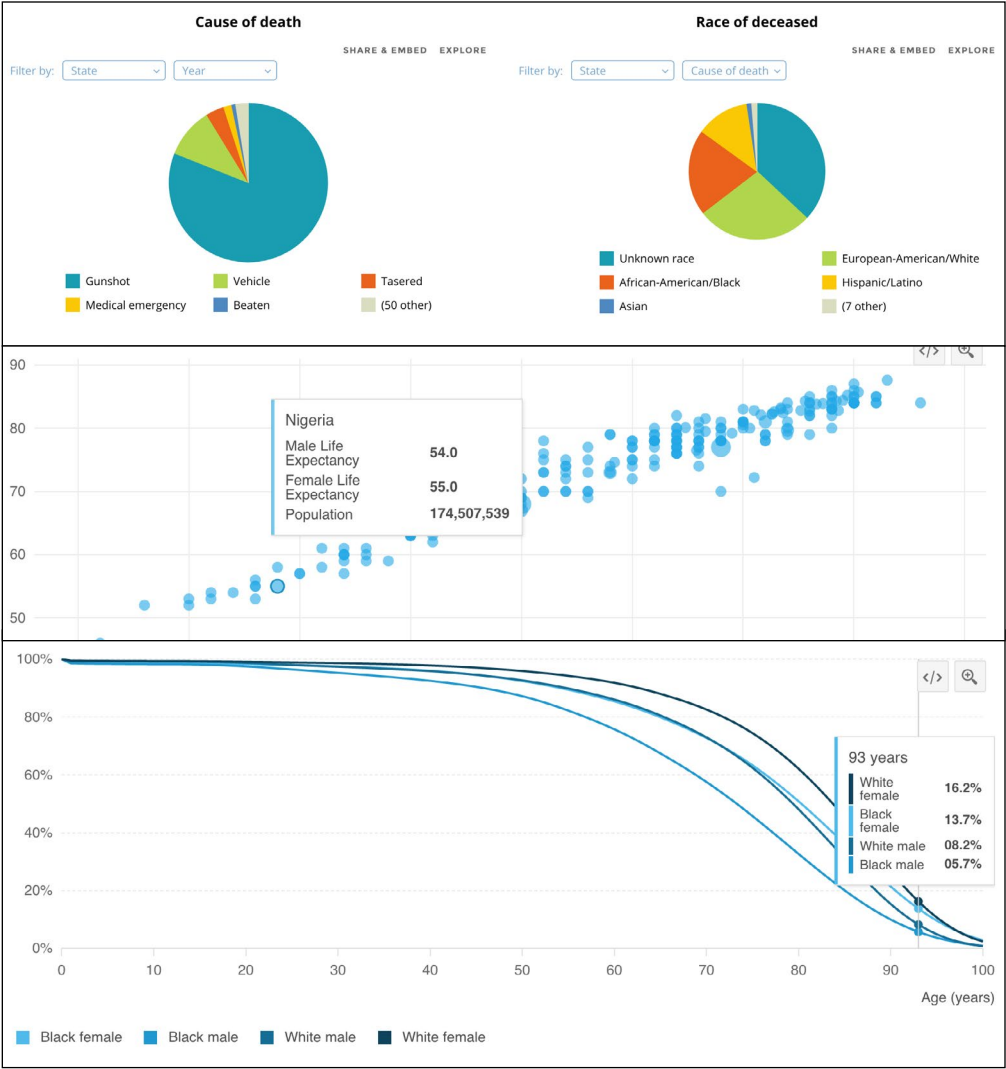 Cause of death
SHARE & EMBED EXPLORE
Filter by: State Year
Gunshot Vehicle Tasered
Medical emergency Beaten (50 other)
Race of deceased
SHARE & EMBED EXPLORE
Filter by: State Cause of death
Unknown race European-American/White
African-American/Black Hispanic/Latino
Asian (7 other)
</>
90
80
70
60
50
Nigeria
Male Life
Expectancy 54.0
Female Life
Expectancy 55.0
Population 174,507,539
</>
100%
80%
60%
40%
20%
0%
93 years
White
female 16.2%
Black
female 13.7%
White male 08.2%
Black male 05.7%
0 10 20 30 40 50 60 70 80 90 100
Age (years)
Black female Black male White male White female